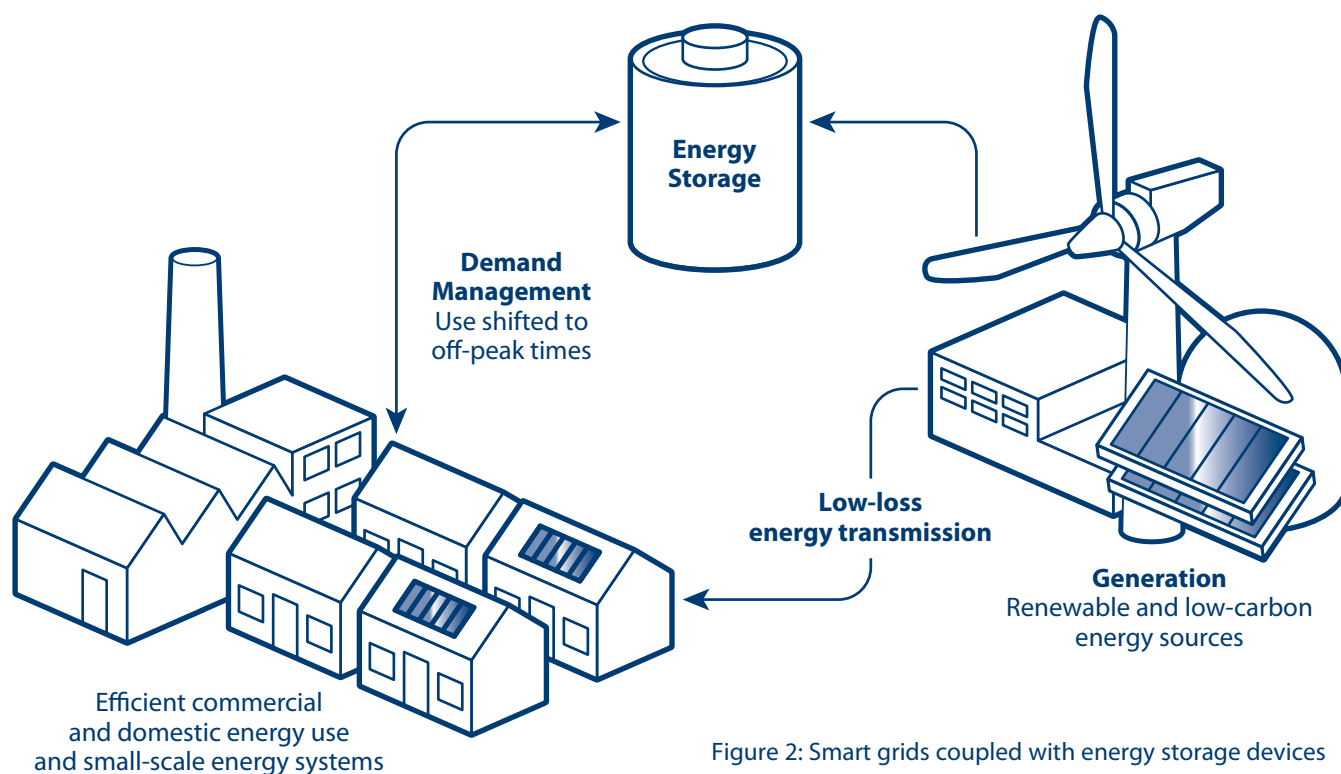 Energy
Storage
Demand
Management
Use shifted to
off-peak times
Low-loss
energy transmission
Generation
Renewable and low-carbon
energy sources
Efficient commercial
and domestic energy use
and small-scale energy systems
Figure 2: Smart grids coupled with energy storage devices